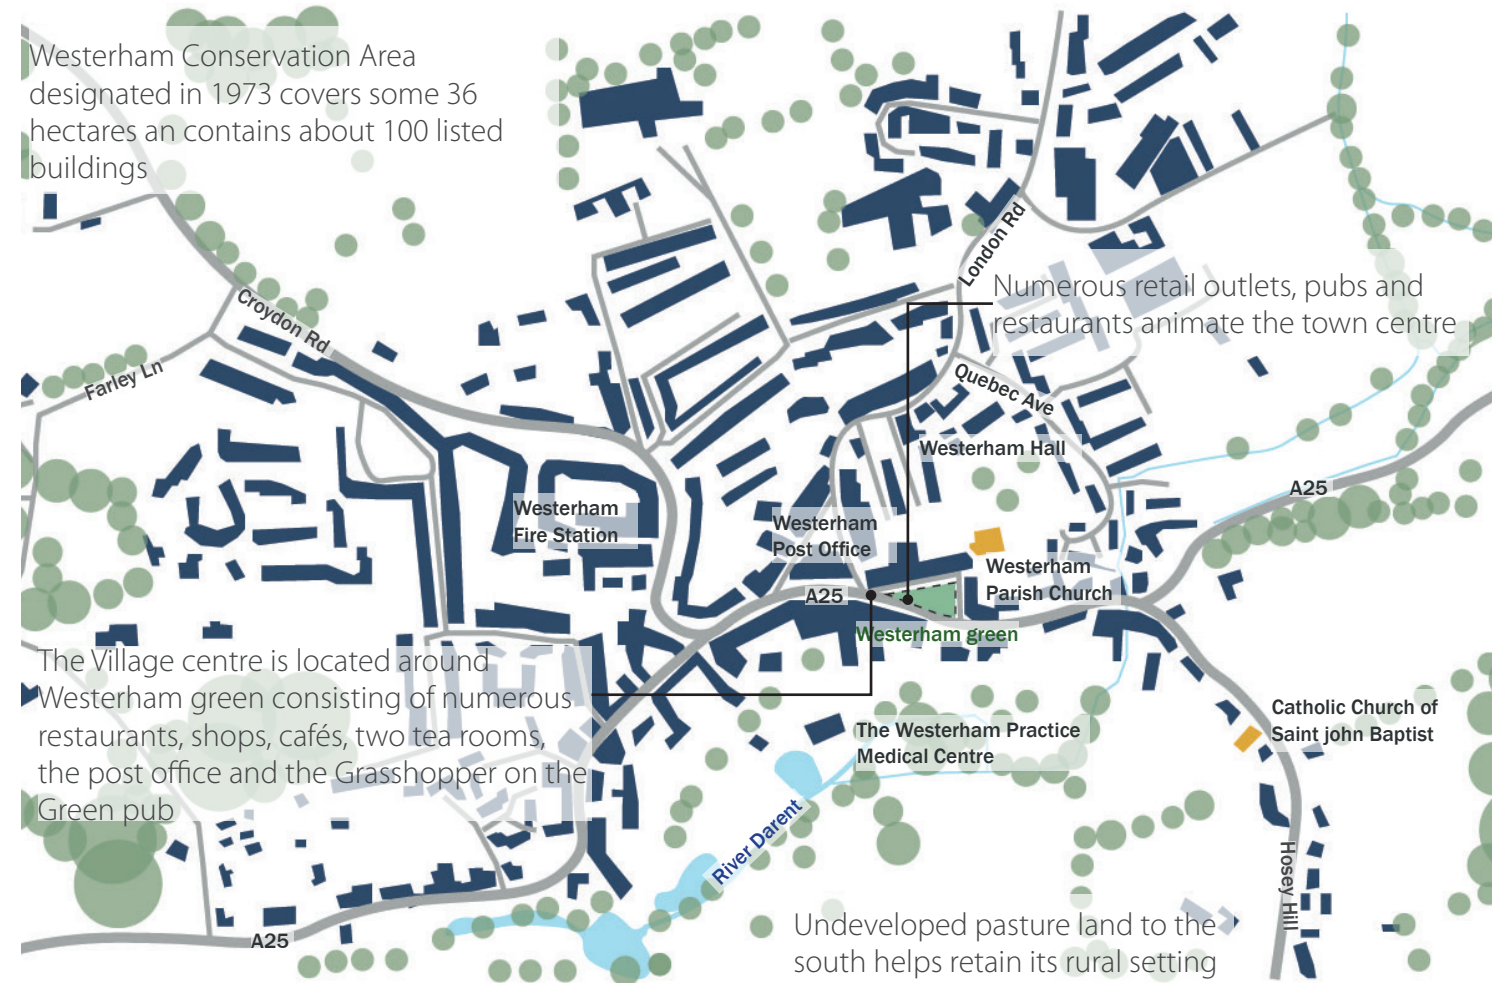 Westerham Conservation Area
designated in 1973 covers some 36
hectares an contains about 100 listed
buildings
London Rd
Numerous retail outlets, pubs and
restaurants animate the town centre
Croydon Rd
Farley Ln
Quebec Ave
Westerham Hall
A25
Westerham
Fire Station
Westerham
Post Office
Westerham
Parish Church
A25
Westerham green
The Village centre is located around
Westerham green consisting of numerous
restaurants, shops, cafés, two tea rooms,
the post office and the Grasshopper on the
Green pub
Catholic Church of
Saint john Baptist
The Westerham Practice
Medical Centre
River Darent
Hosey Hill
A25
Undeveloped pasture land to the
south helps retain its rural setting